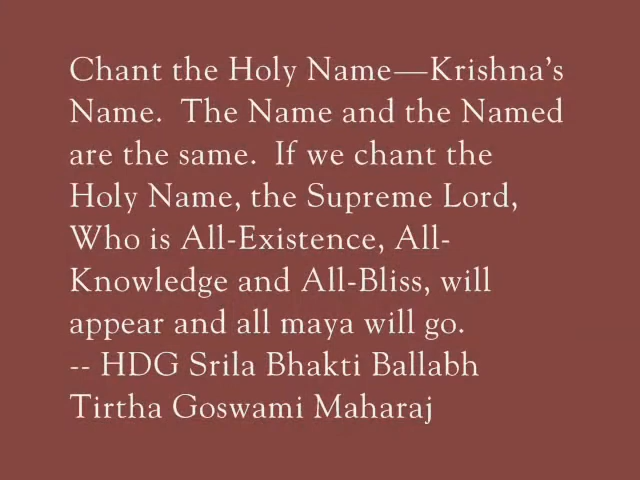 Chant the Holy Name—Krishna’s
Name.  The Name and the Named
are the same.  If we chant the
Holy Name, the Supreme Lord,
Who is All-Existence, All-
Knowledge and All-Bliss, will
appear and all maya will go.
-- HDG Srila Bhakti Ballabh
Tirtha Goswami Maharaj